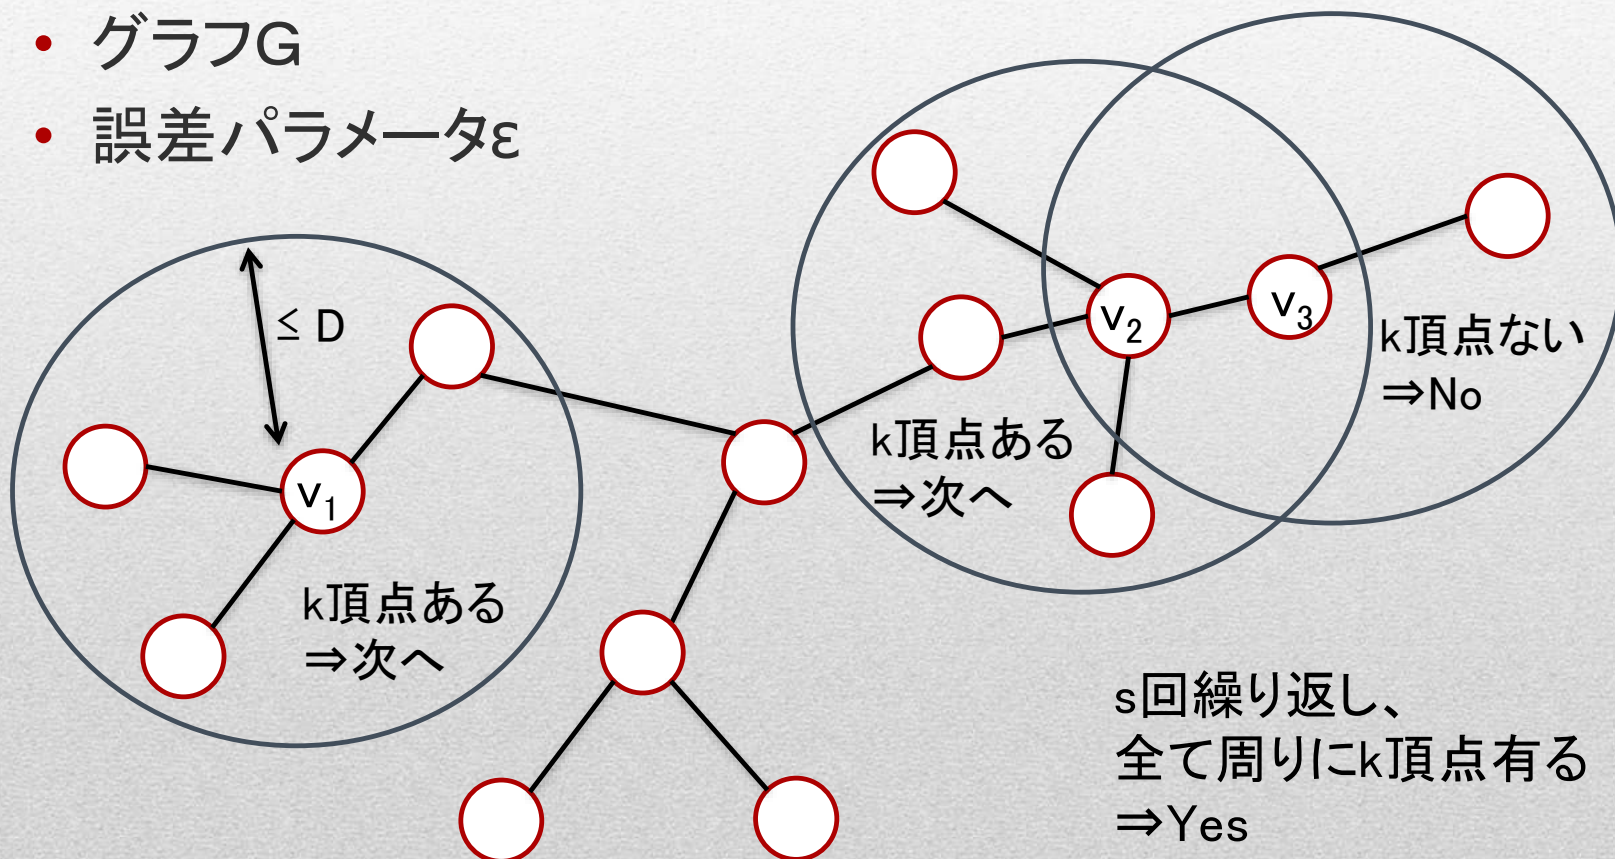 • グラフG
• 誤差パラメータε
≤ D
v₁
k頂点ある
⇒次へ
v₂
k頂点ある
⇒次へ
v₃
k頂点ない
⇒No
s回繰り返し、
全て周りにk頂点有る
⇒Yes